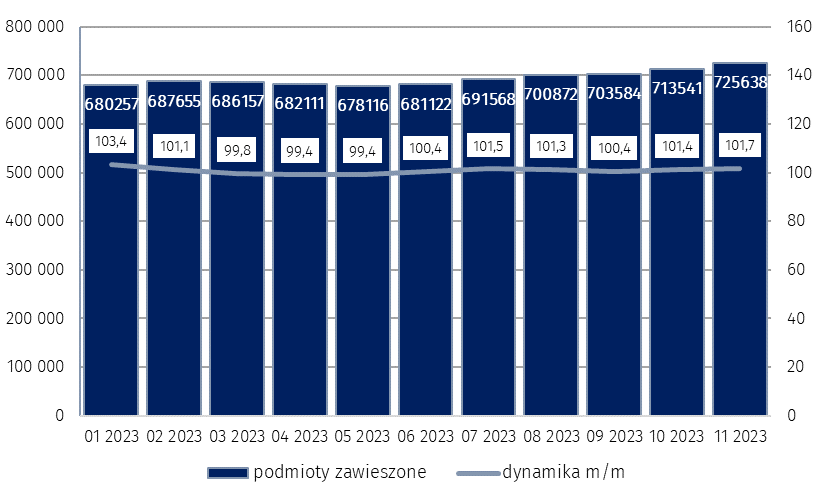 800 000 160
700 000 140
600 000 120
500 000 100
400 000 80
300 000 60
200 000 40
100 000 20
0 0
680257 687655 686157 682111 678116 681122 691568 700872 703584 713541 725638
103,4 101,1 99,8 99,4 99,4 100,4 101,5 101,3 100,4 101,4 101,7
01 2023 02 2023 03 2023 04 2023 05 2023 06 2023 07 2023 08 2023 09 2023 10 2023 11 2023
podmioty zawieszone dynamika m/m